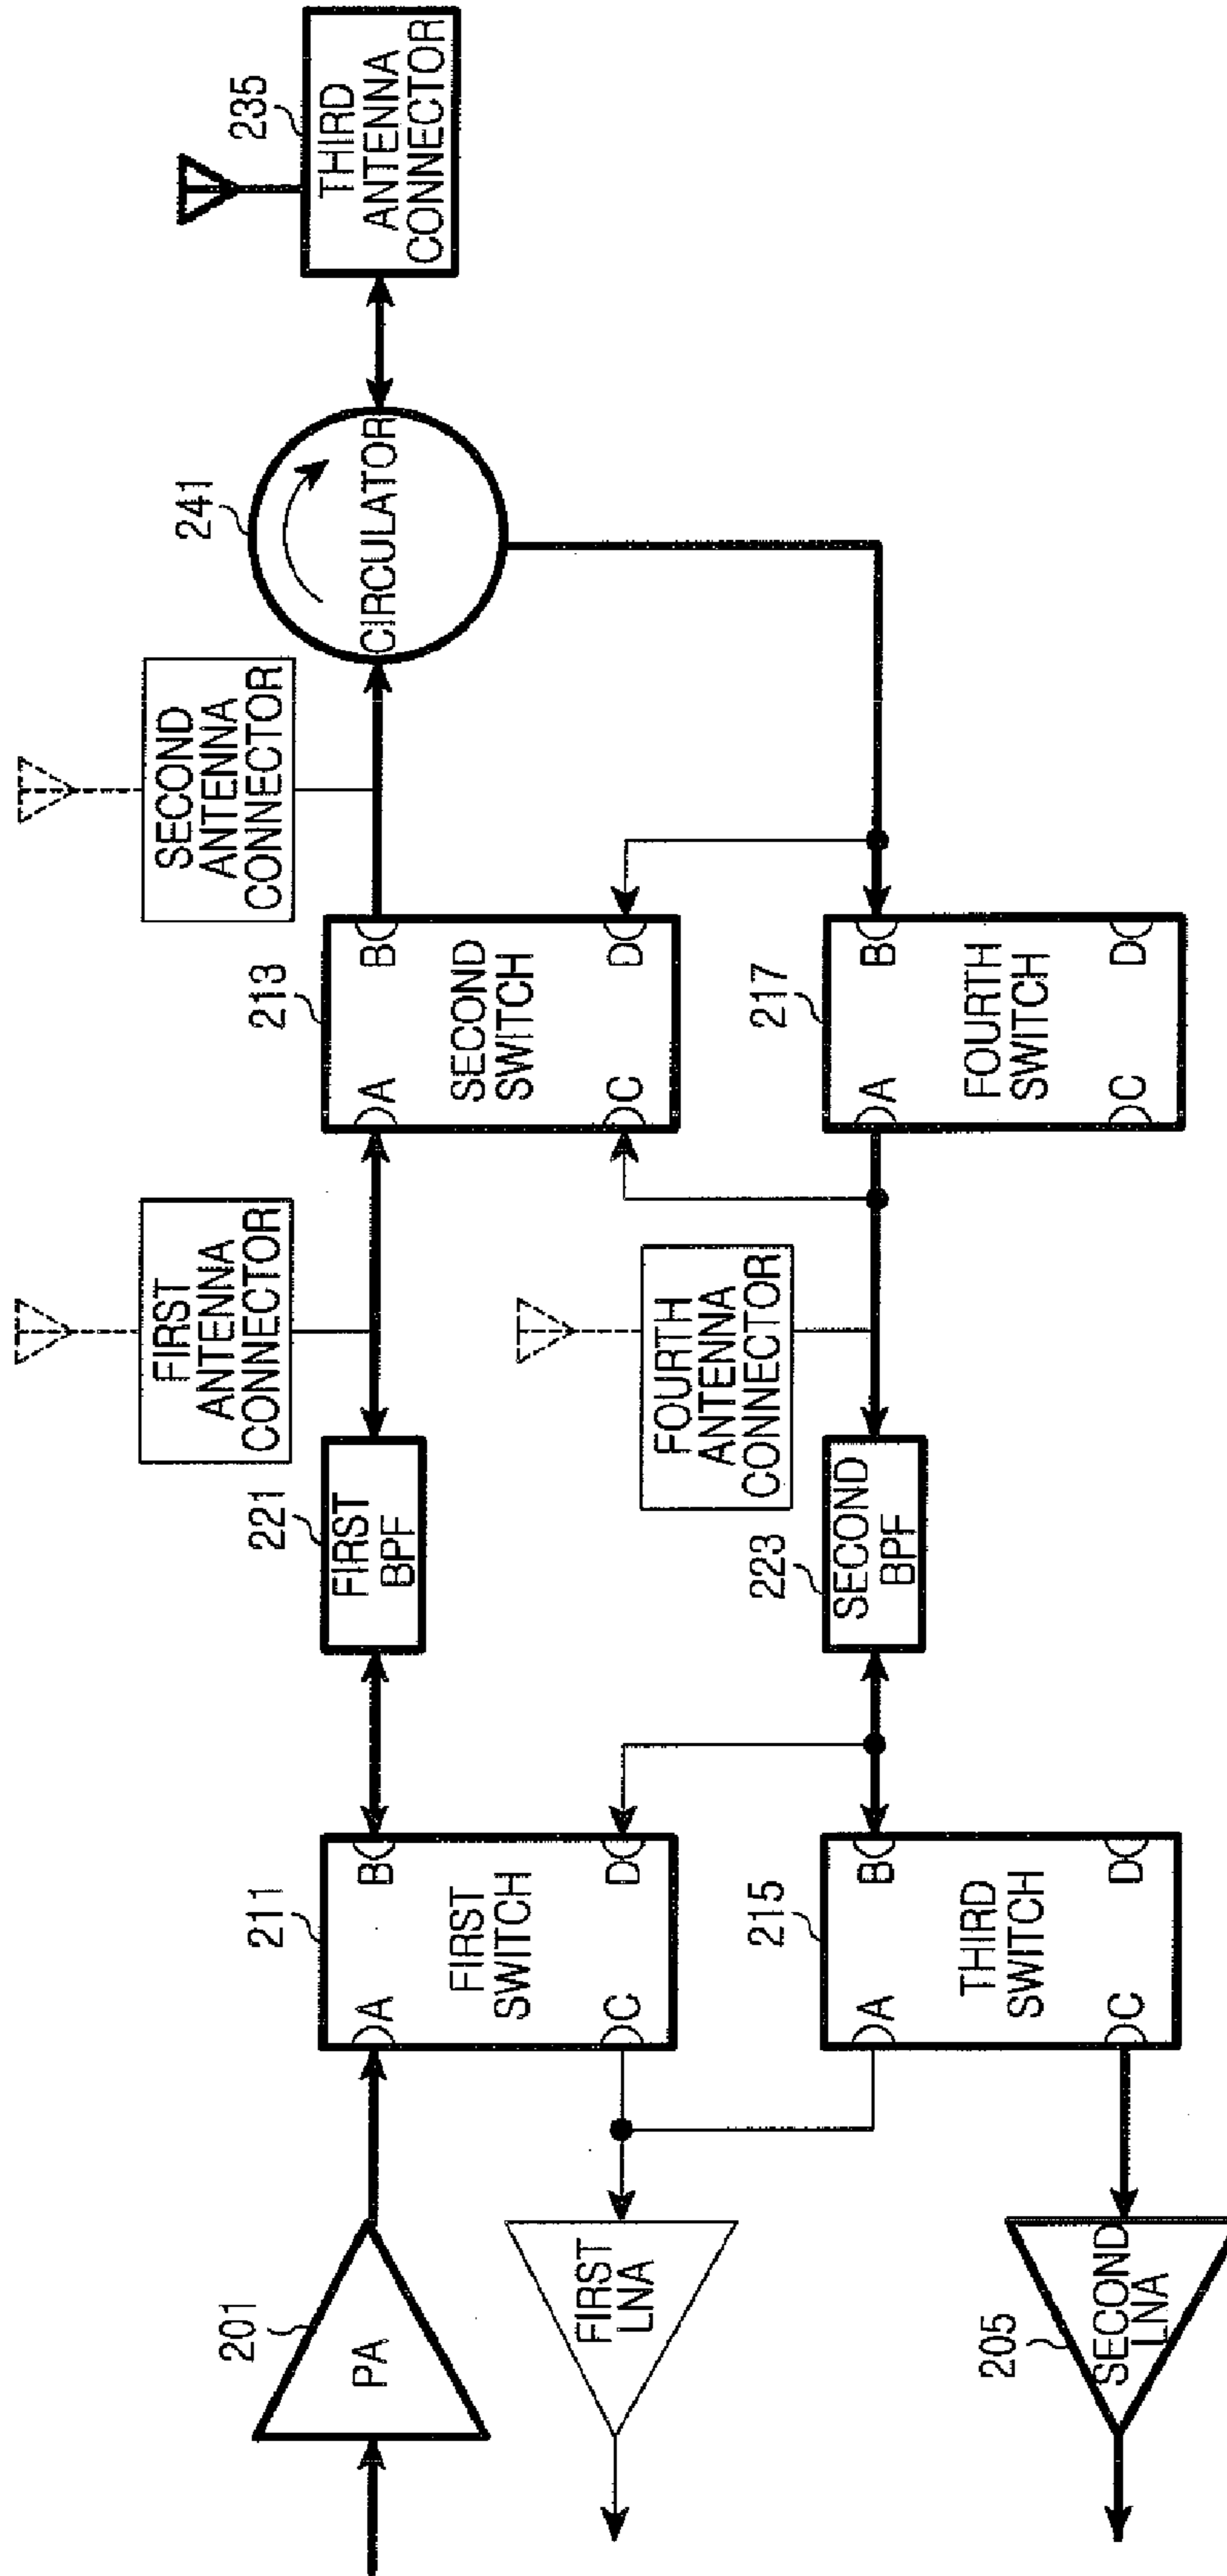 201
PA
FIRST
LNA
205
SECOND
LNA
211
A
B
FIRST
SWITCH
C
D
215
A
B
THIRD
SWITCH
C
D
221
FIRST
BPF
223
SECOND
BPF
FIRST
ANTENNA
CONNECTOR
FOURTH
ANTENNA
CONNECTOR
213
A
B
SECOND
SWITCH
C
D
217
A
B
FOURTH
SWITCH
C
D
SECOND
ANTENNA
CONNECTOR
241
CIRCULATOR
235
THIRD
ANTENNA
CONNECTOR